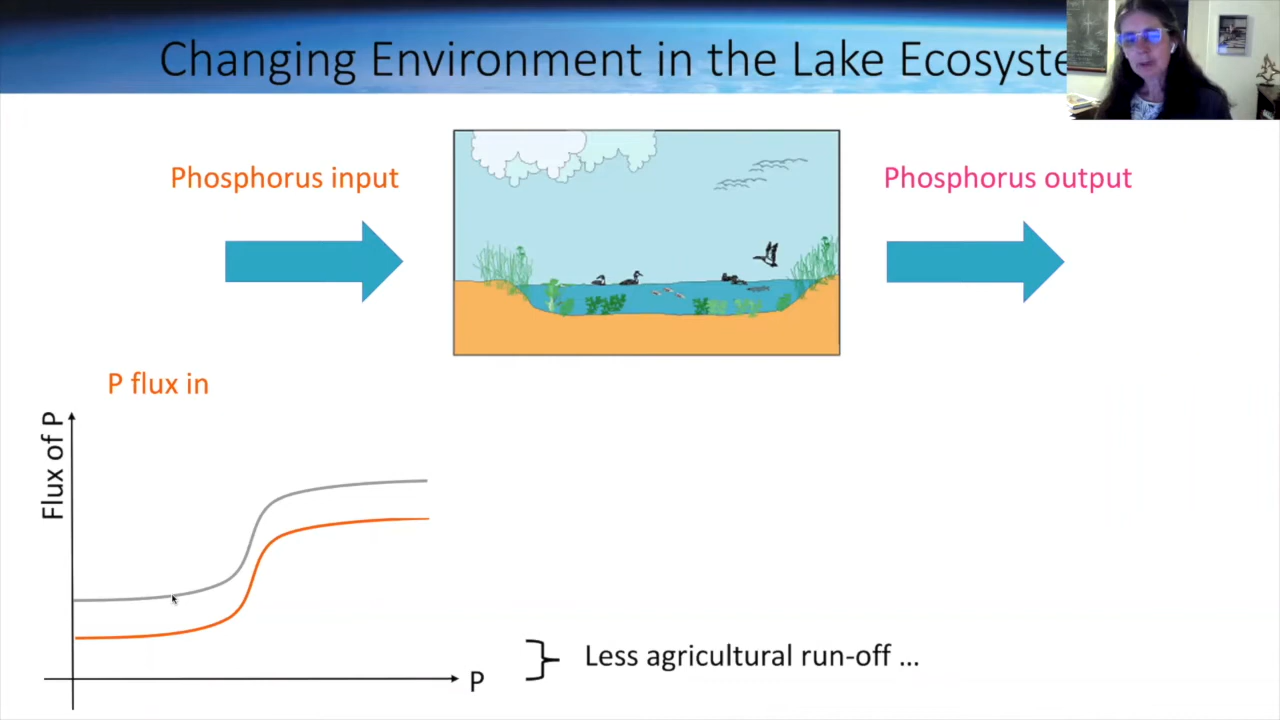 Changing Environment in the Lake Ecosyste
Phosphorus input
Phosphorus output
P flux in
Flux of P
P
Less agricultural run-off ...